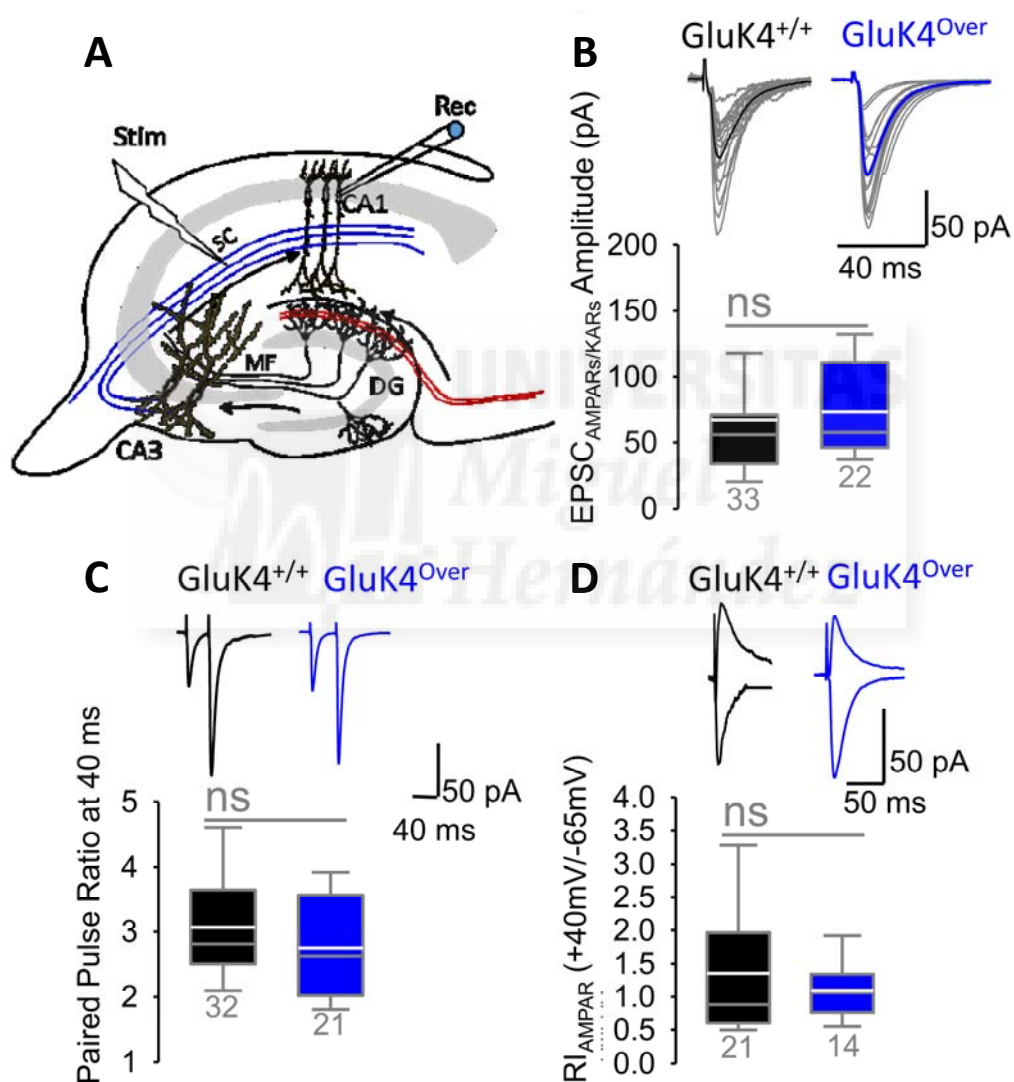 A
Stim
Rec
CA1
SC
MF
DG
CA3
B
GluK4+/+ GluK4Over
50 pA
40 ms
EPSCAMPARs/KARs Amplitude (pA)
200
150
100
50
0
ns
33
22
UNIVERSITAS
Miguel
Hernández
C
GluK4+/+ GluK4Over
50 pA
40 ms
Paired Pulse Ratio at 40 ms
5
4
3
2
1
ns
32
21
D
GluK4+/+ GluK4Over
50 pA
50 ms
RIAMPAR (+40mV/-65mV)
4.0
3.5
3.0
2.5
2.0
1.5
1.0
0.5
0.0
ns
21
14